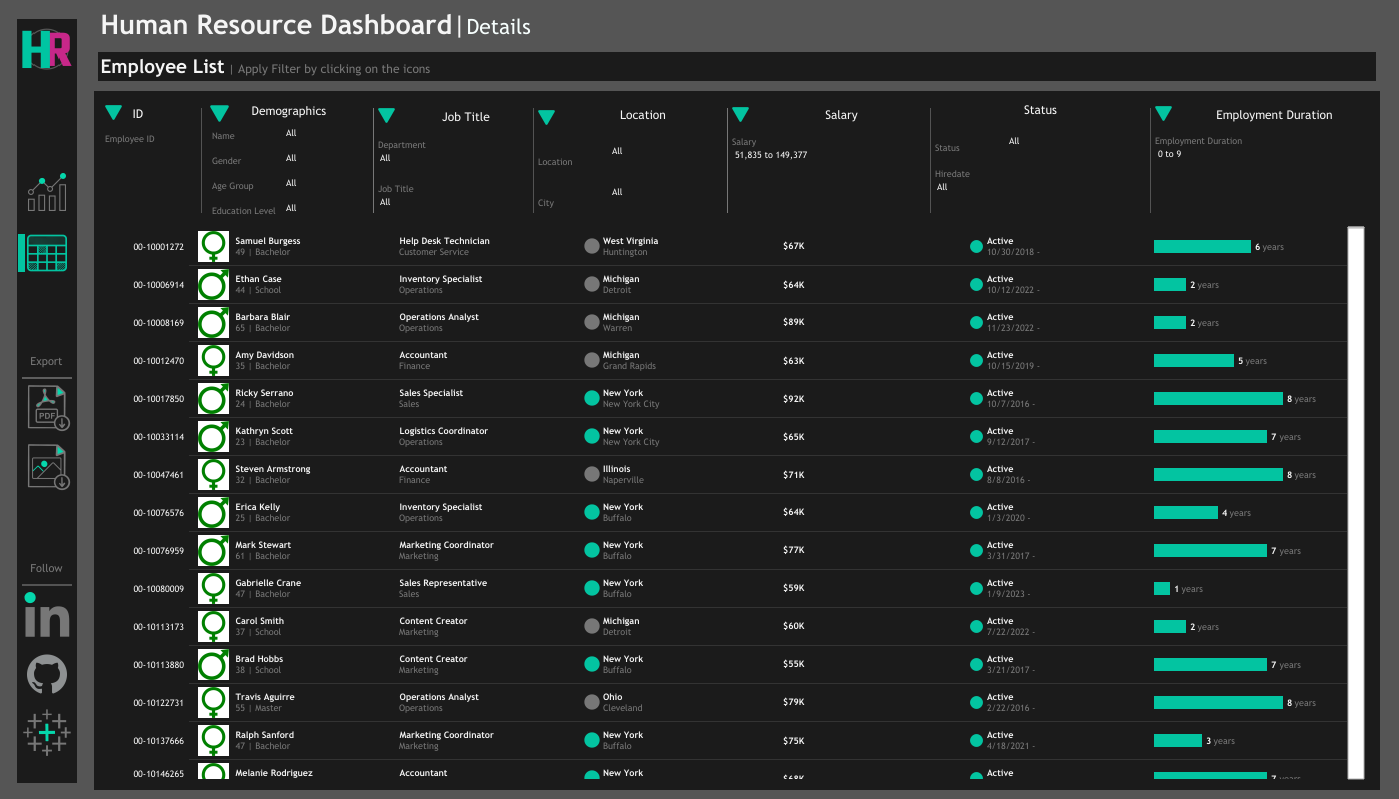 HR
Human Resource Dashboard | Details
Employee List | Apply Filter by clicking on the icons
ID
Employee ID
Demographics
Name All
Gender All
Age Group All
Education Level All
Job Title
Department
All
Job Title
All
Location
All
Location
All
City
Salary
Salary
51,835 to 149,377
Status
All
Status
Hiredate
All
Employment Duration
Employment Duration
0 to 9
00-10001272 Samuel Burgess Help Desk Technician West Virginia $67K Active 6 years
49 | Bachelor Customer Service Huntington 10/30/2018 -
00-10006914 Ethan Case Inventory Specialist Michigan $64K Active 2 years
44 | School Operations Detroit 10/12/2022 -
00-10008169 Barbara Blair Operations Analyst Michigan $89K Active 2 years
65 | Bachelor Operations Warren 11/23/2022 -
00-10012470 Amy Davidson Accountant Michigan $63K Active 5 years
35 | Bachelor Finance Grand Rapids 10/15/2019 -
00-10017850 Ricky Serrano Sales Specialist New York $92K Active 8 years
24 | Bachelor Sales New York City 10/7/2016 -
00-10033114 Kathryn Scott Logistics Coordinator New York $65K Active 7 years
23 | Bachelor Operations New York City 9/12/2017 -
00-10047461 Steven Armstrong Accountant Illinois $71K Active 8 years
32 | Bachelor Finance Naperville 8/8/2016 -
00-10076576 Erica Kelly Inventory Specialist New York $64K Active 4 years
25 | Bachelor Operations Buffalo 1/3/2020 -
00-10076959 Mark Stewart Marketing Coordinator New York $77K Active 7 years
61 | Bachelor Marketing Buffalo 3/31/2017 -
00-10080009 Gabrielle Crane Sales Representative New York $59K Active 1 years
47 | Bachelor Sales Buffalo 1/9/2023 -
00-10113173 Carol Smith Content Creator Michigan $60K Active 2 years
37 | School Marketing Detroit 7/22/2022 -
00-10113880 Brad Hobbs Content Creator New York $55K Active 7 years
38 | School Marketing Buffalo 3/21/2017 -
00-10122731 Travis Aguirre Operations Analyst Ohio $79K Active 8 years
55 | Master Operations Cleveland 2/22/2016 -
00-10137666 Ralph Sanford Marketing Coordinator New York $75K Active 3 years
47 | Bachelor Marketing Buffalo 4/18/2021 -
00-10146265 Melanie Rodriguez Accountant New York Active
Export
PDF
Follow
in